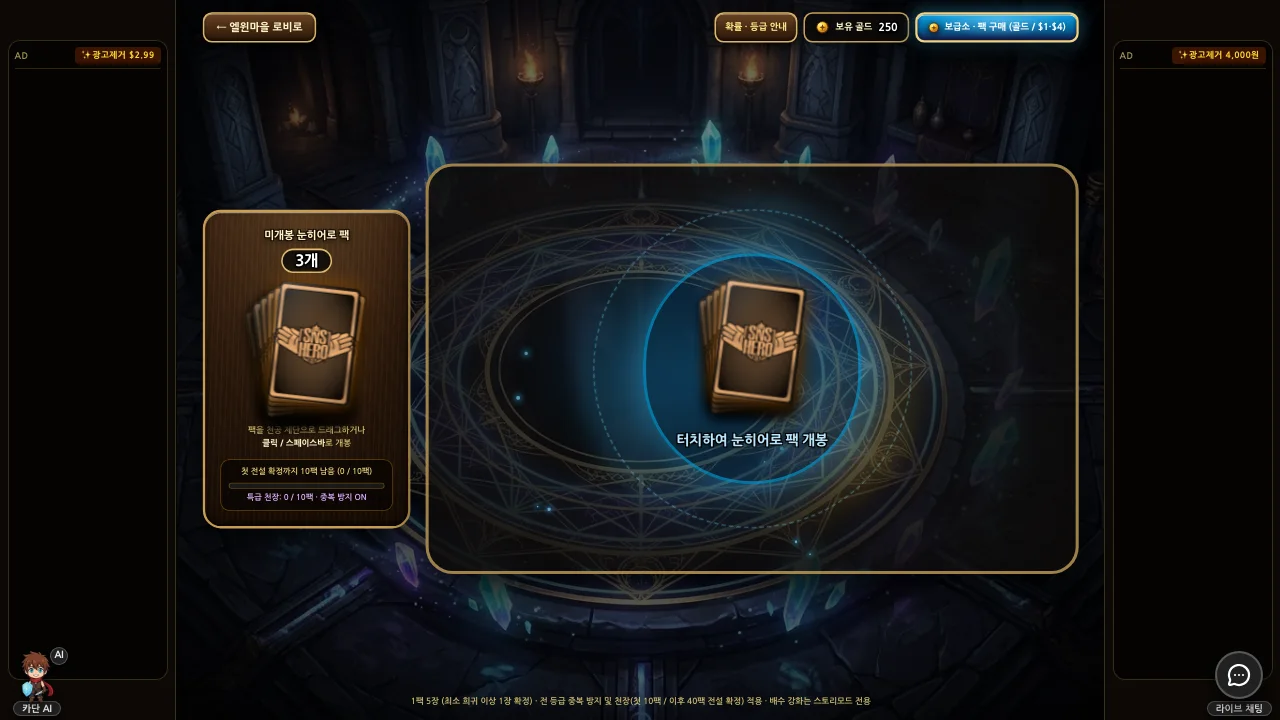 ← 엘윈마을 로비로
확률 · 등급 안내
보유 골드 250
보급소 · 팩 구매 (골드 / $1·$4)
AD
광고제거 $2.99
AD
광고제거 4,000원
미개봉 눈히어로 팩
3개
SNS
HERO
팩을 천공 제단으로 드래그하거나
클릭 / 스페이스바로 개봉
첫 전설 확정까지 10팩 남음 (0 / 10팩)
특급 천장: 0 / 10팩 · 중복 방지 ON
SNS
HERO
터치하여 눈히어로 팩 개봉
AI
카단 AI
1팩 5장 (최소 희귀 이상 1장 확정) · 전 등급 중복 방지 및 천장(첫 10팩 / 이후 40팩 전설 확정) 적용 · 배수 강화는 스토리모드 전용
라이브 채팅